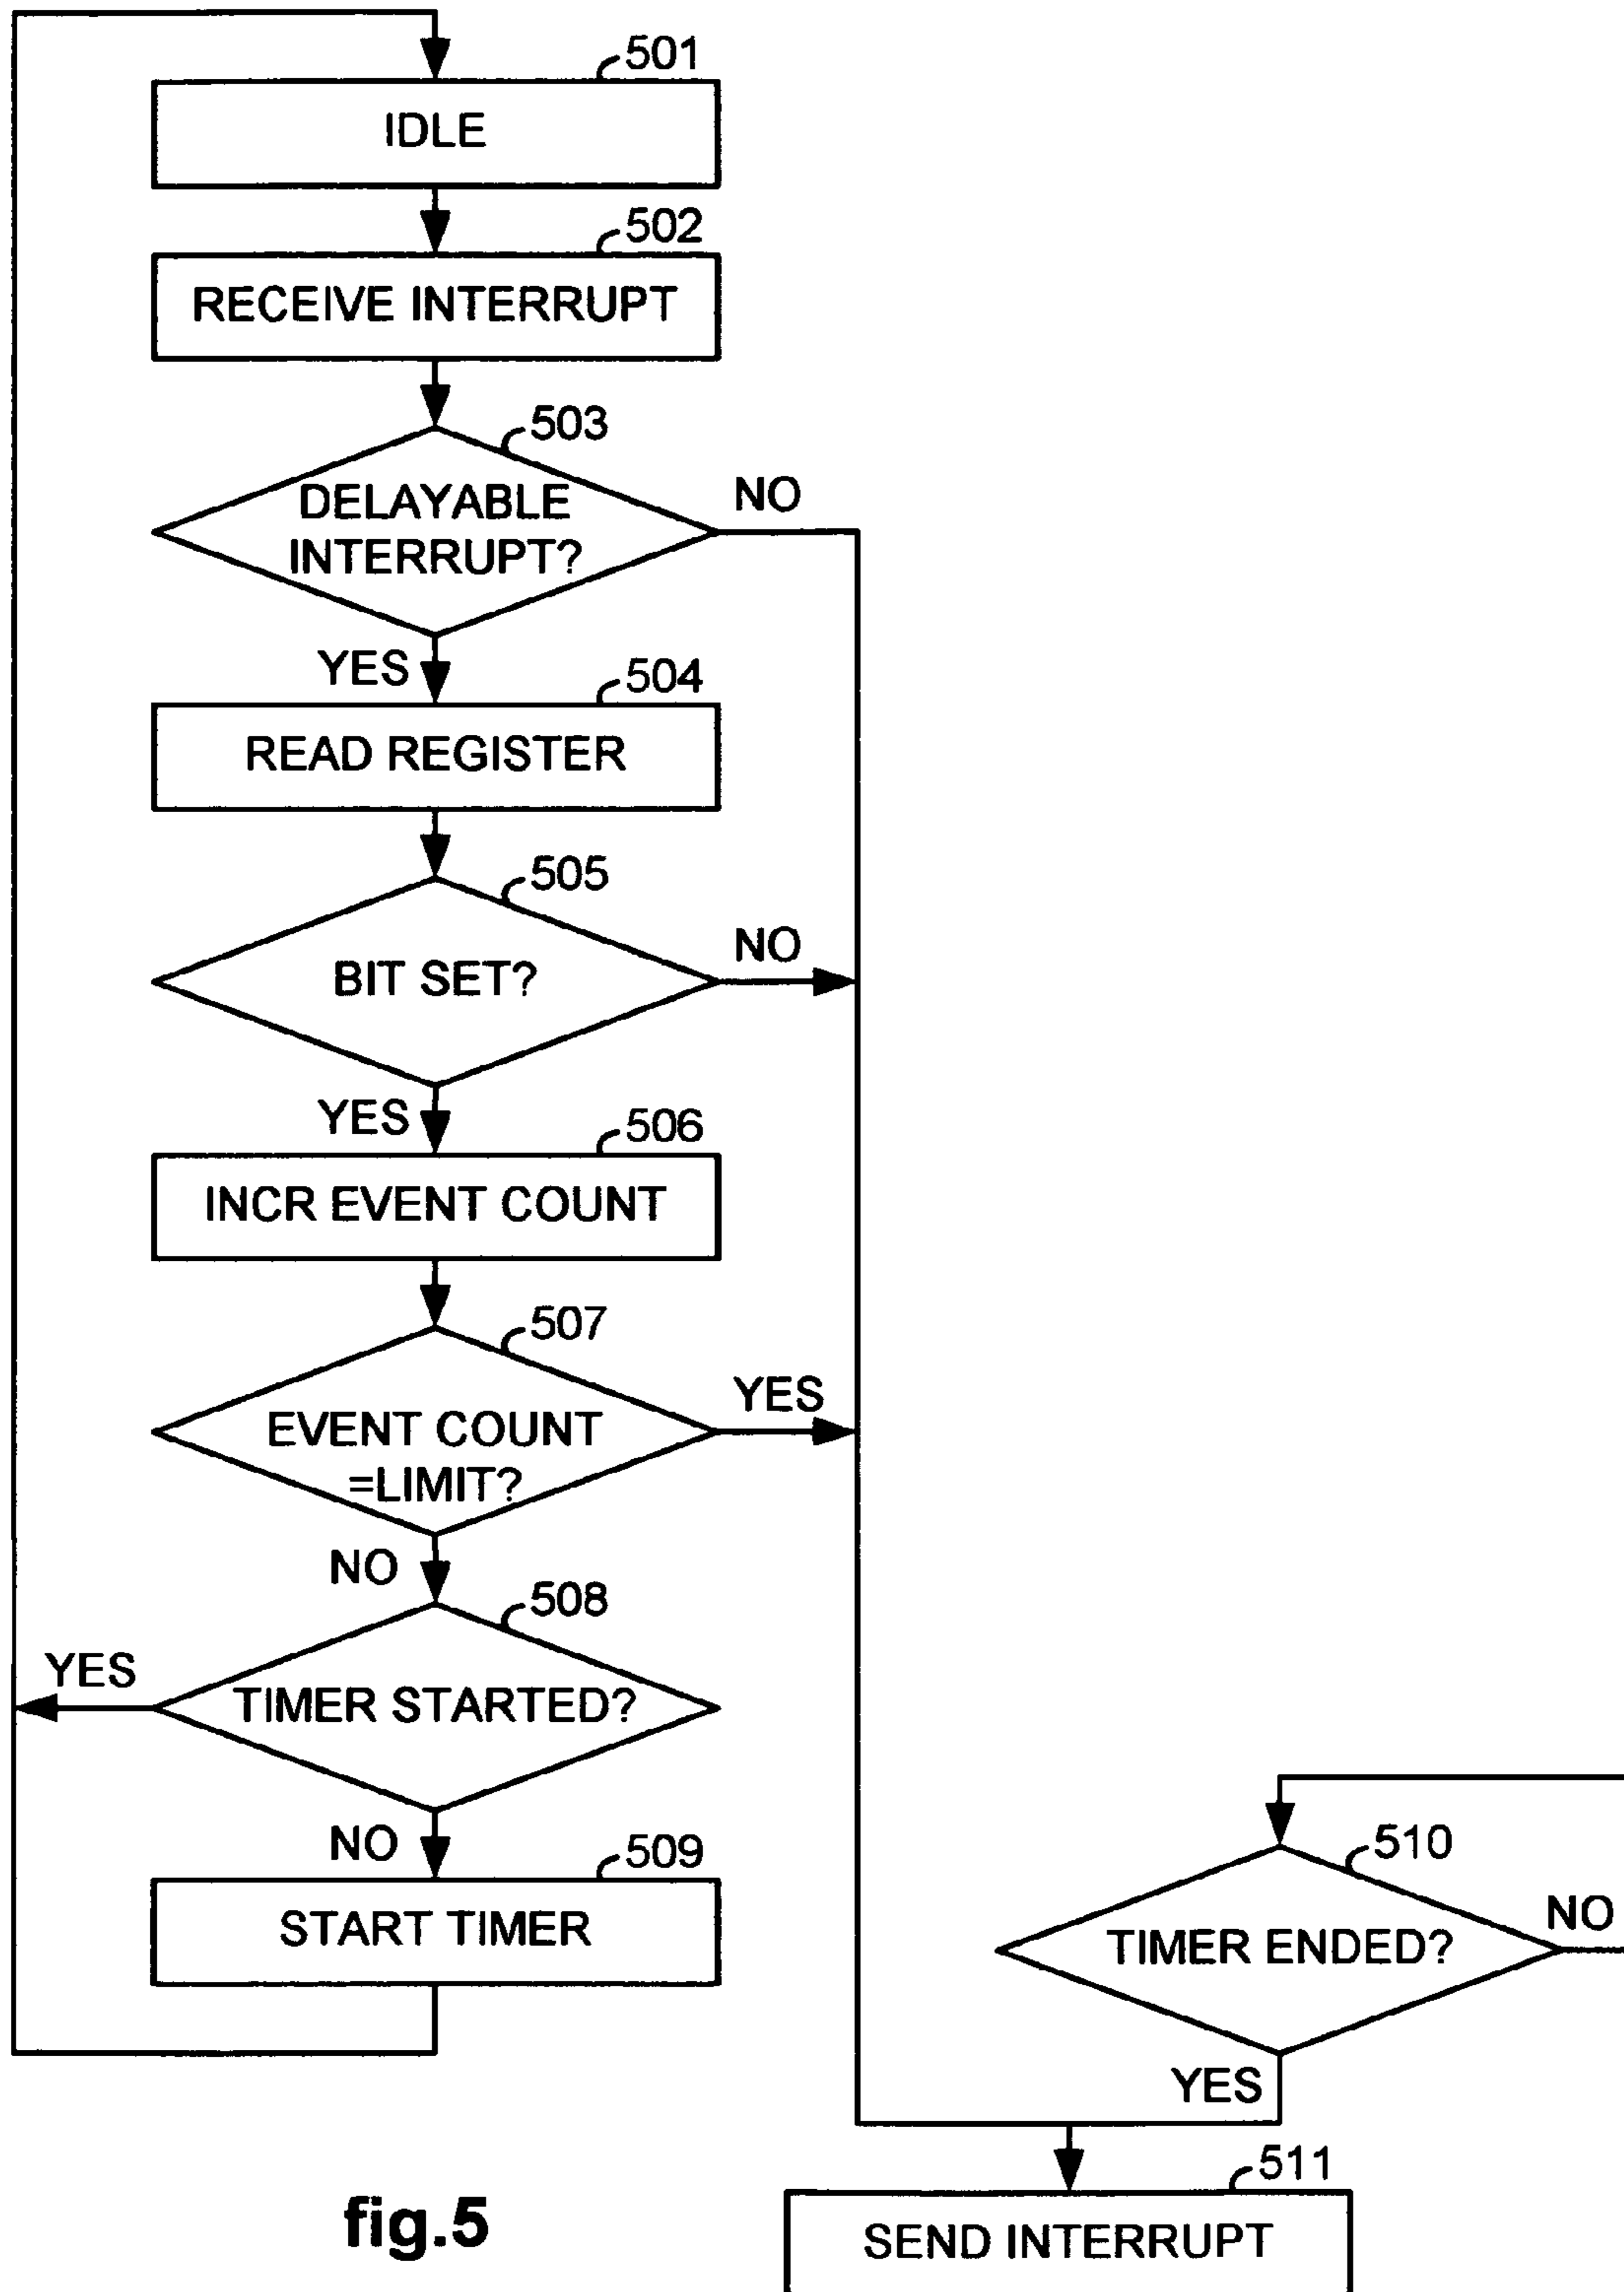 501
IDLE
502
RECEIVE INTERRUPT
503
DELAYABLE
INTERRUPT?
NO
YES
504
READ REGISTER
505
BIT SET?
NO
YES
506
INCR EVENT COUNT
507
EVENT COUNT
=LIMIT?
YES
NO
508
YES
TIMER STARTED?
NO
509
START TIMER
510
TIMER ENDED?
NO
YES
511
SEND INTERRUPT
fig.5